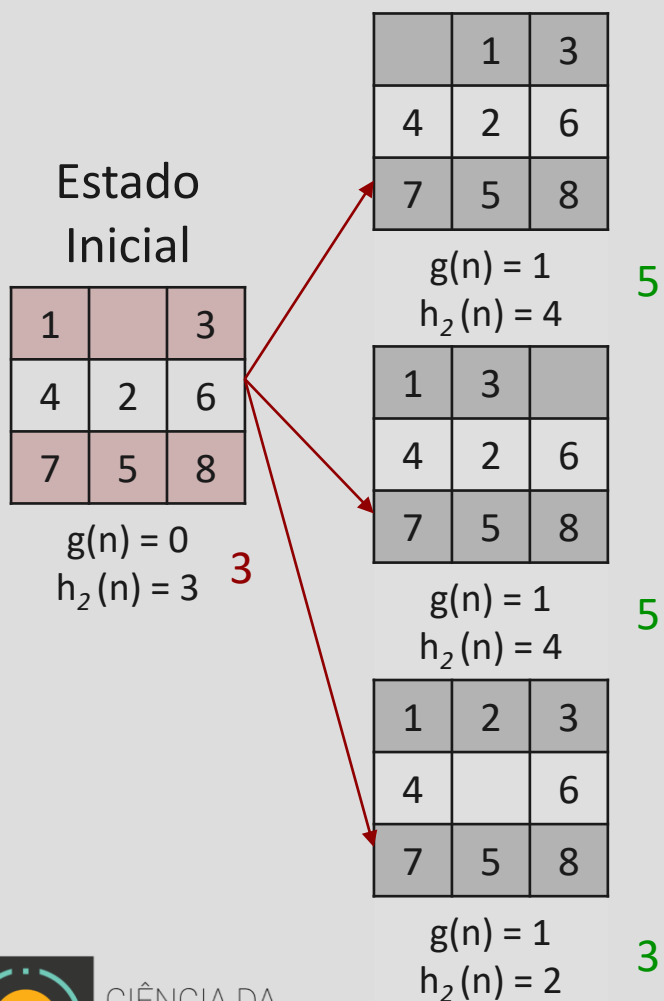 Estado
Inicial
1 3
4 2 6
7 5 8
g(n) = 0
h2(n) = 3
3
1 3
4 2 6
7 5 8
g(n) = 1
h2(n) = 4
5
1 3
4 2 6
7 5 8
g(n) = 1
h2(n) = 4
5
1 2 3
4 6
7 5 8
g(n) = 1
h2(n) = 2
3
CIÊNCIA DA